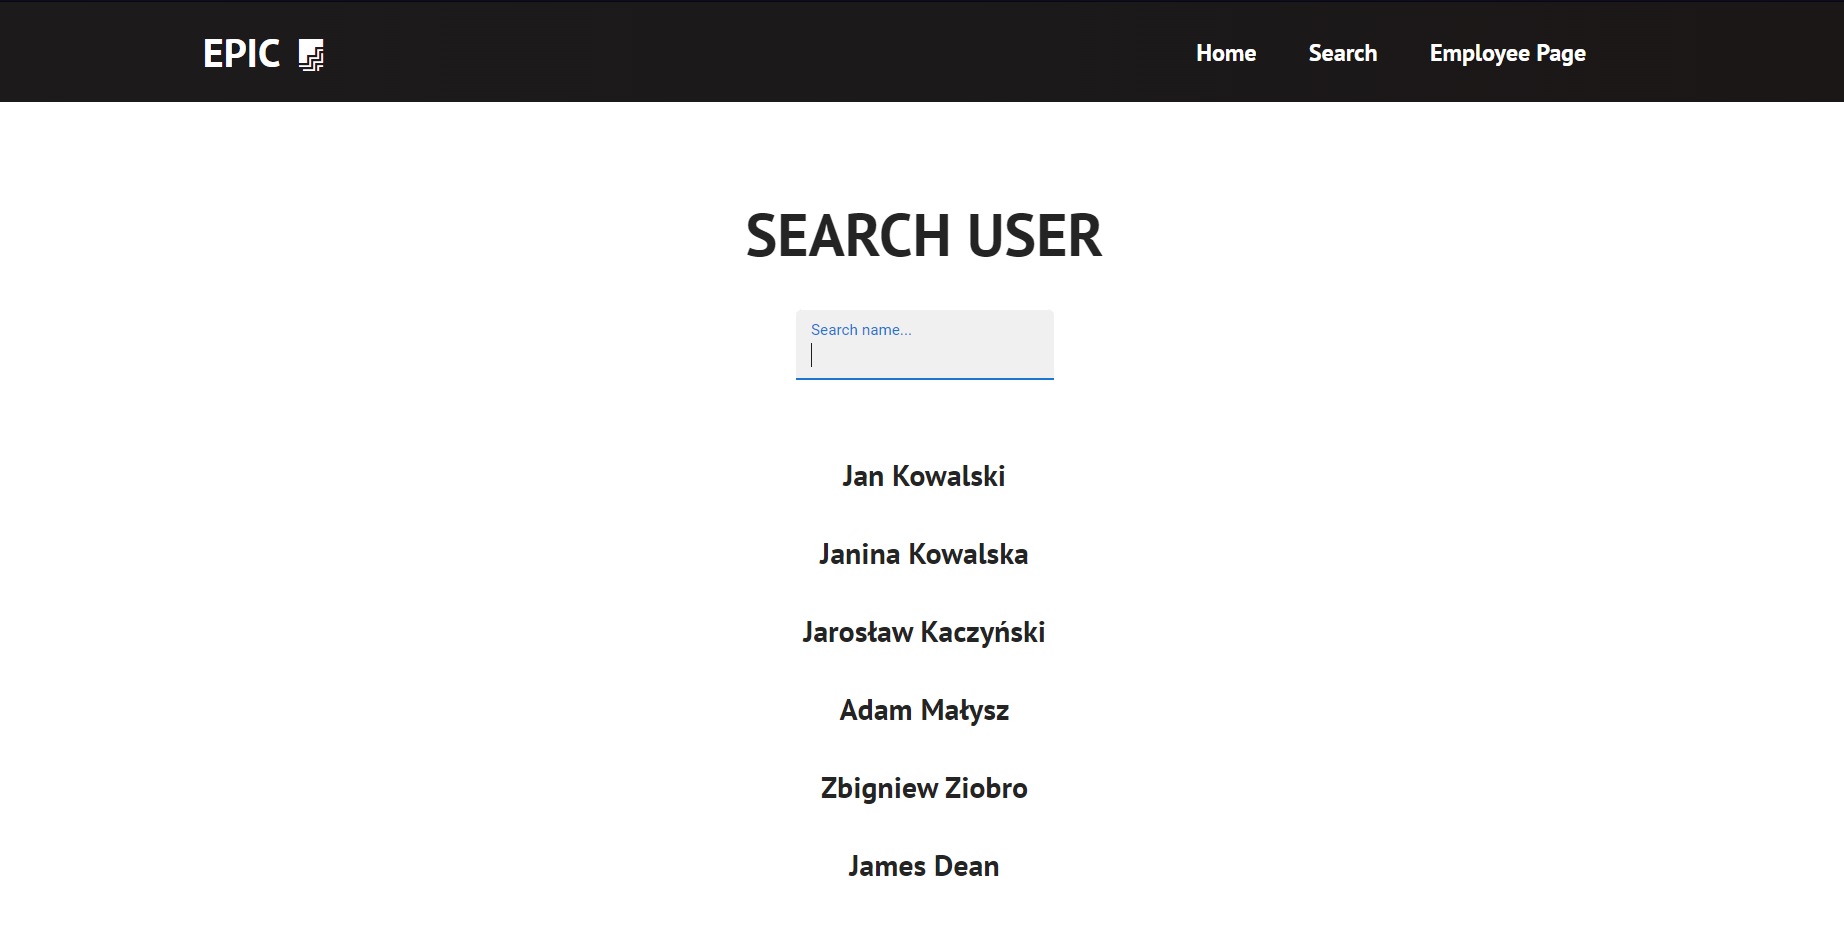 EPIC
Home Search Employee Page
SEARCH USER
Search name...
Jan Kowalski
Janina Kowalska
Jarosław Kaczyński
Adam Małysz
Zbigniew Ziobro
James Dean